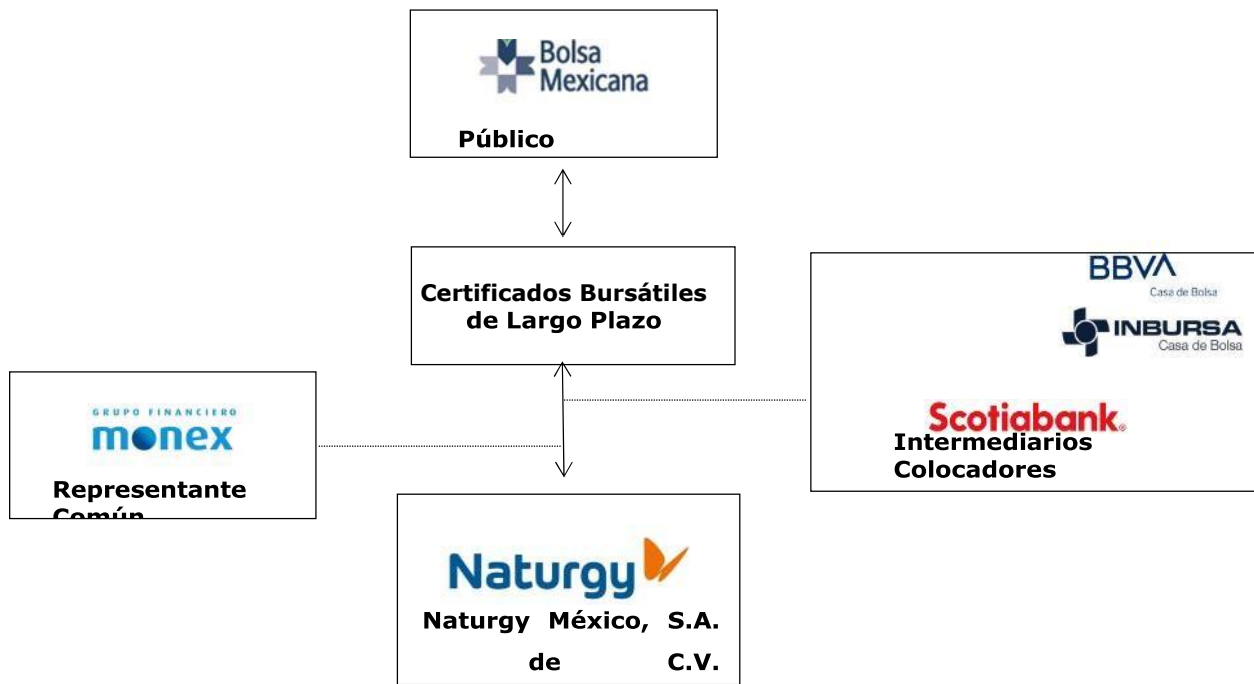 Bolsa
Mexicana
Público
Certificados Bursátiles
de Largo Plazo
BBVA
Casa de Bolsa
INBURSA
Casa de Bolsa
Scotiabank®
Intermediarios
Colocadores
GRUPO FINANCIERO
monex
Representante
Común
Naturgy
Naturgy México, S.A.
de C.V.